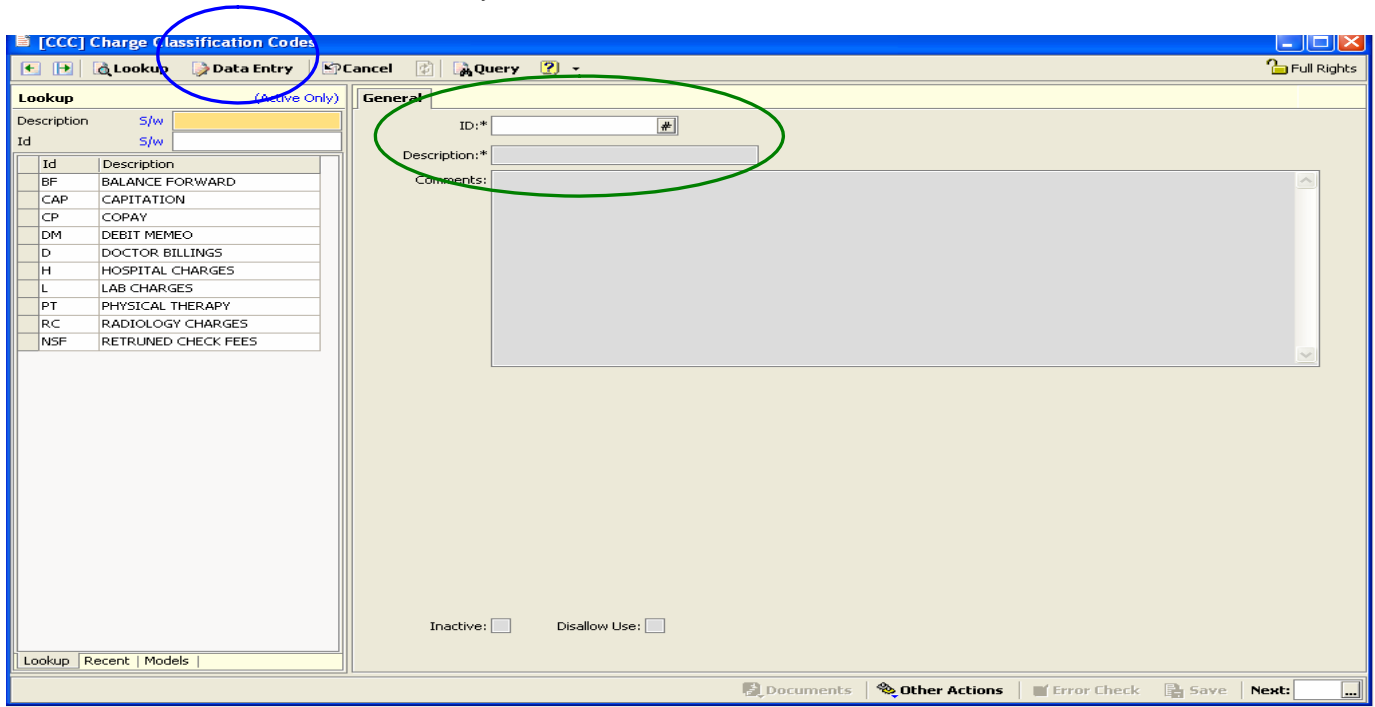 [CCC] Charge Classification Codes
Lookup Data Entry Cancel Query ? Full Rights
Lookup (Active Only)
Description S/w
Id S/w
Id Description
BF BALANCE FORWARD
CAP CAPITATION
CP COPAY
DM DEBIT MEMEO
D DOCTOR BILLINGS
H HOSPITAL CHARGES
L LAB CHARGES
PT PHYSICAL THERAPY
RC RADIOLOGY CHARGES
NSF RETRUNED CHECK FEES
Lookup Recent | Models |
General
ID:* #
Description:*
Comments:
Inactive: Disallow Use:
Documents Other Actions Error Check Save Next: ...